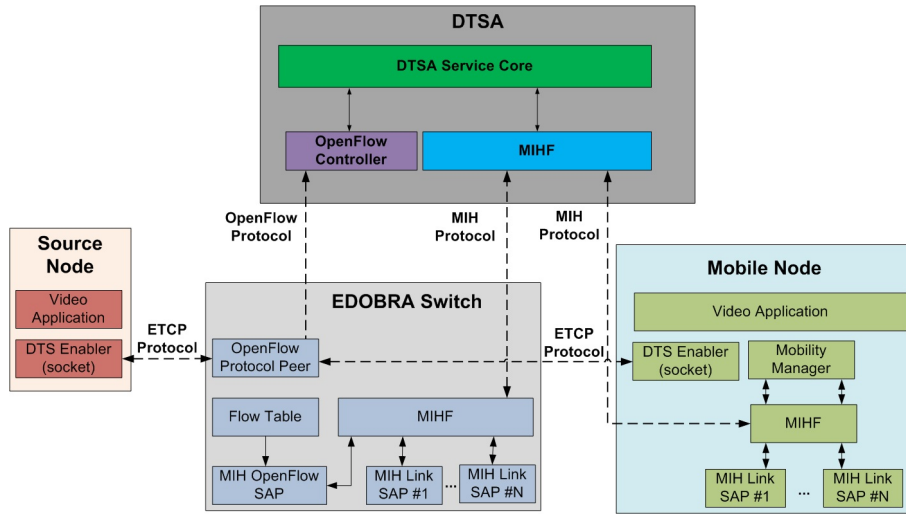 DTSA
DTSA Service Core
OpenFlow
Controller
MIHF
OpenFlow
Protocol
MIH
Protocol
MIH
Protocol
Source
Node
Video
Application
DTS Enabler
(socket)
ETCP
Protocol
EDOBRA Switch
OpenFlow
Protocol Peer
Flow Table
MIHF
MIH OpenFlow
SAP
MIH Link
SAP #1
...
MIH Link
SAP #N
ETCP
Protocol
Mobile Node
Video Application
DTS Enabler
(socket)
Mobility
Manager
MIHF
MIH Link
SAP #1
...
MIH Link
SAP #N